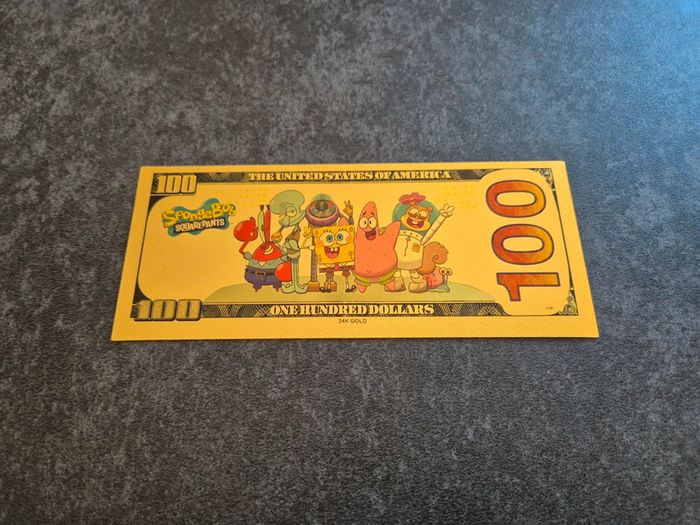 100
THE UNITED STATES OF AMERICA
SpongeBob
SQUAREPANTS
100
100
ONE HUNDRED DOLLARS
24K GOLD